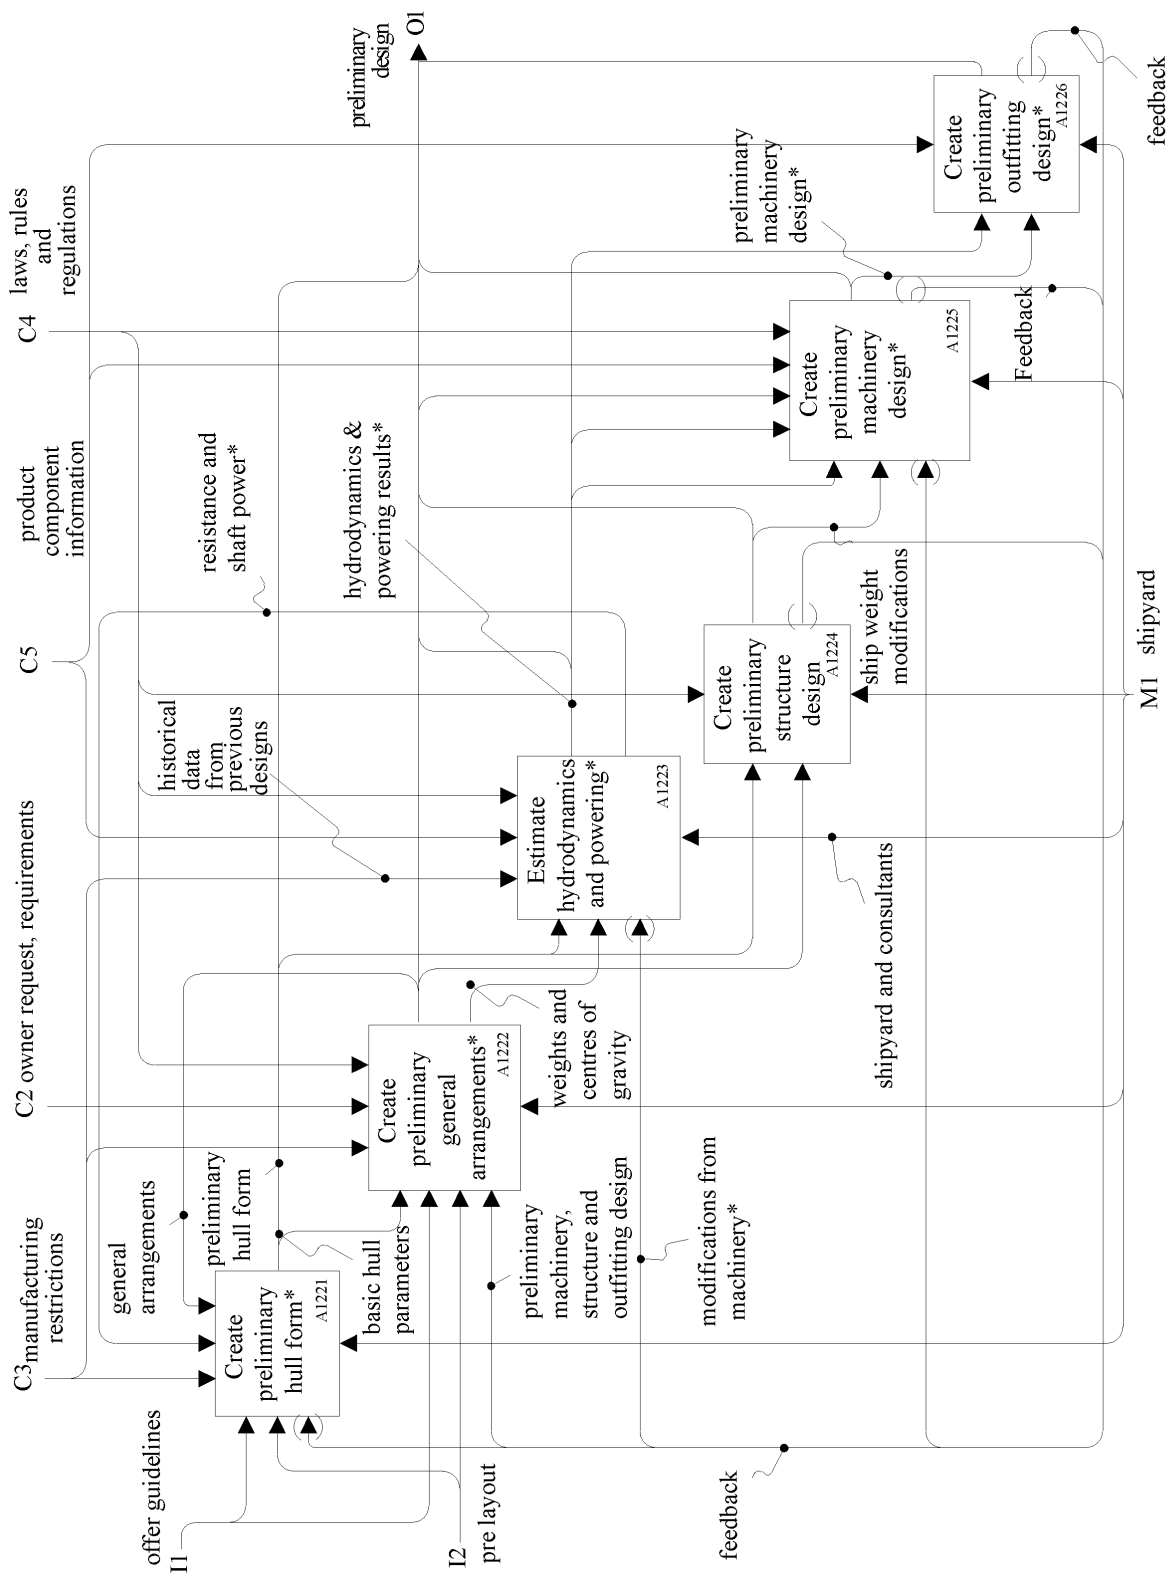 C3
manufacturing
restrictions
C2 owner request, requirements
C5
product
component
information
C4
laws, rules
and
regulations
general
arrangements
historical
data
from
previous
designs
resistance and
shaft power*
hydrodynamics &
powering results*
preliminary
design
O1
offer guidelines
I1
I2
pre layout
Create
preliminary
hull form*
A1221
preliminary
hull form
basic hull
parameters
Create
preliminary
general
arrangements*
A1222
weights and
centres of
gravity
Estimate
hydrodynamics
and powering*
A1223
Create
preliminary
structure
design
A1224
ship weight
modifications
Create
preliminary
machinery
design*
A1225
preliminary
machinery
design*
Feedback
Create
preliminary
outfitting
design*
A1226
feedback
preliminary
machinery,
structure and
outfitting design
modifications from
machinery*
shipyard and consultants
feedback
M1
shipyard